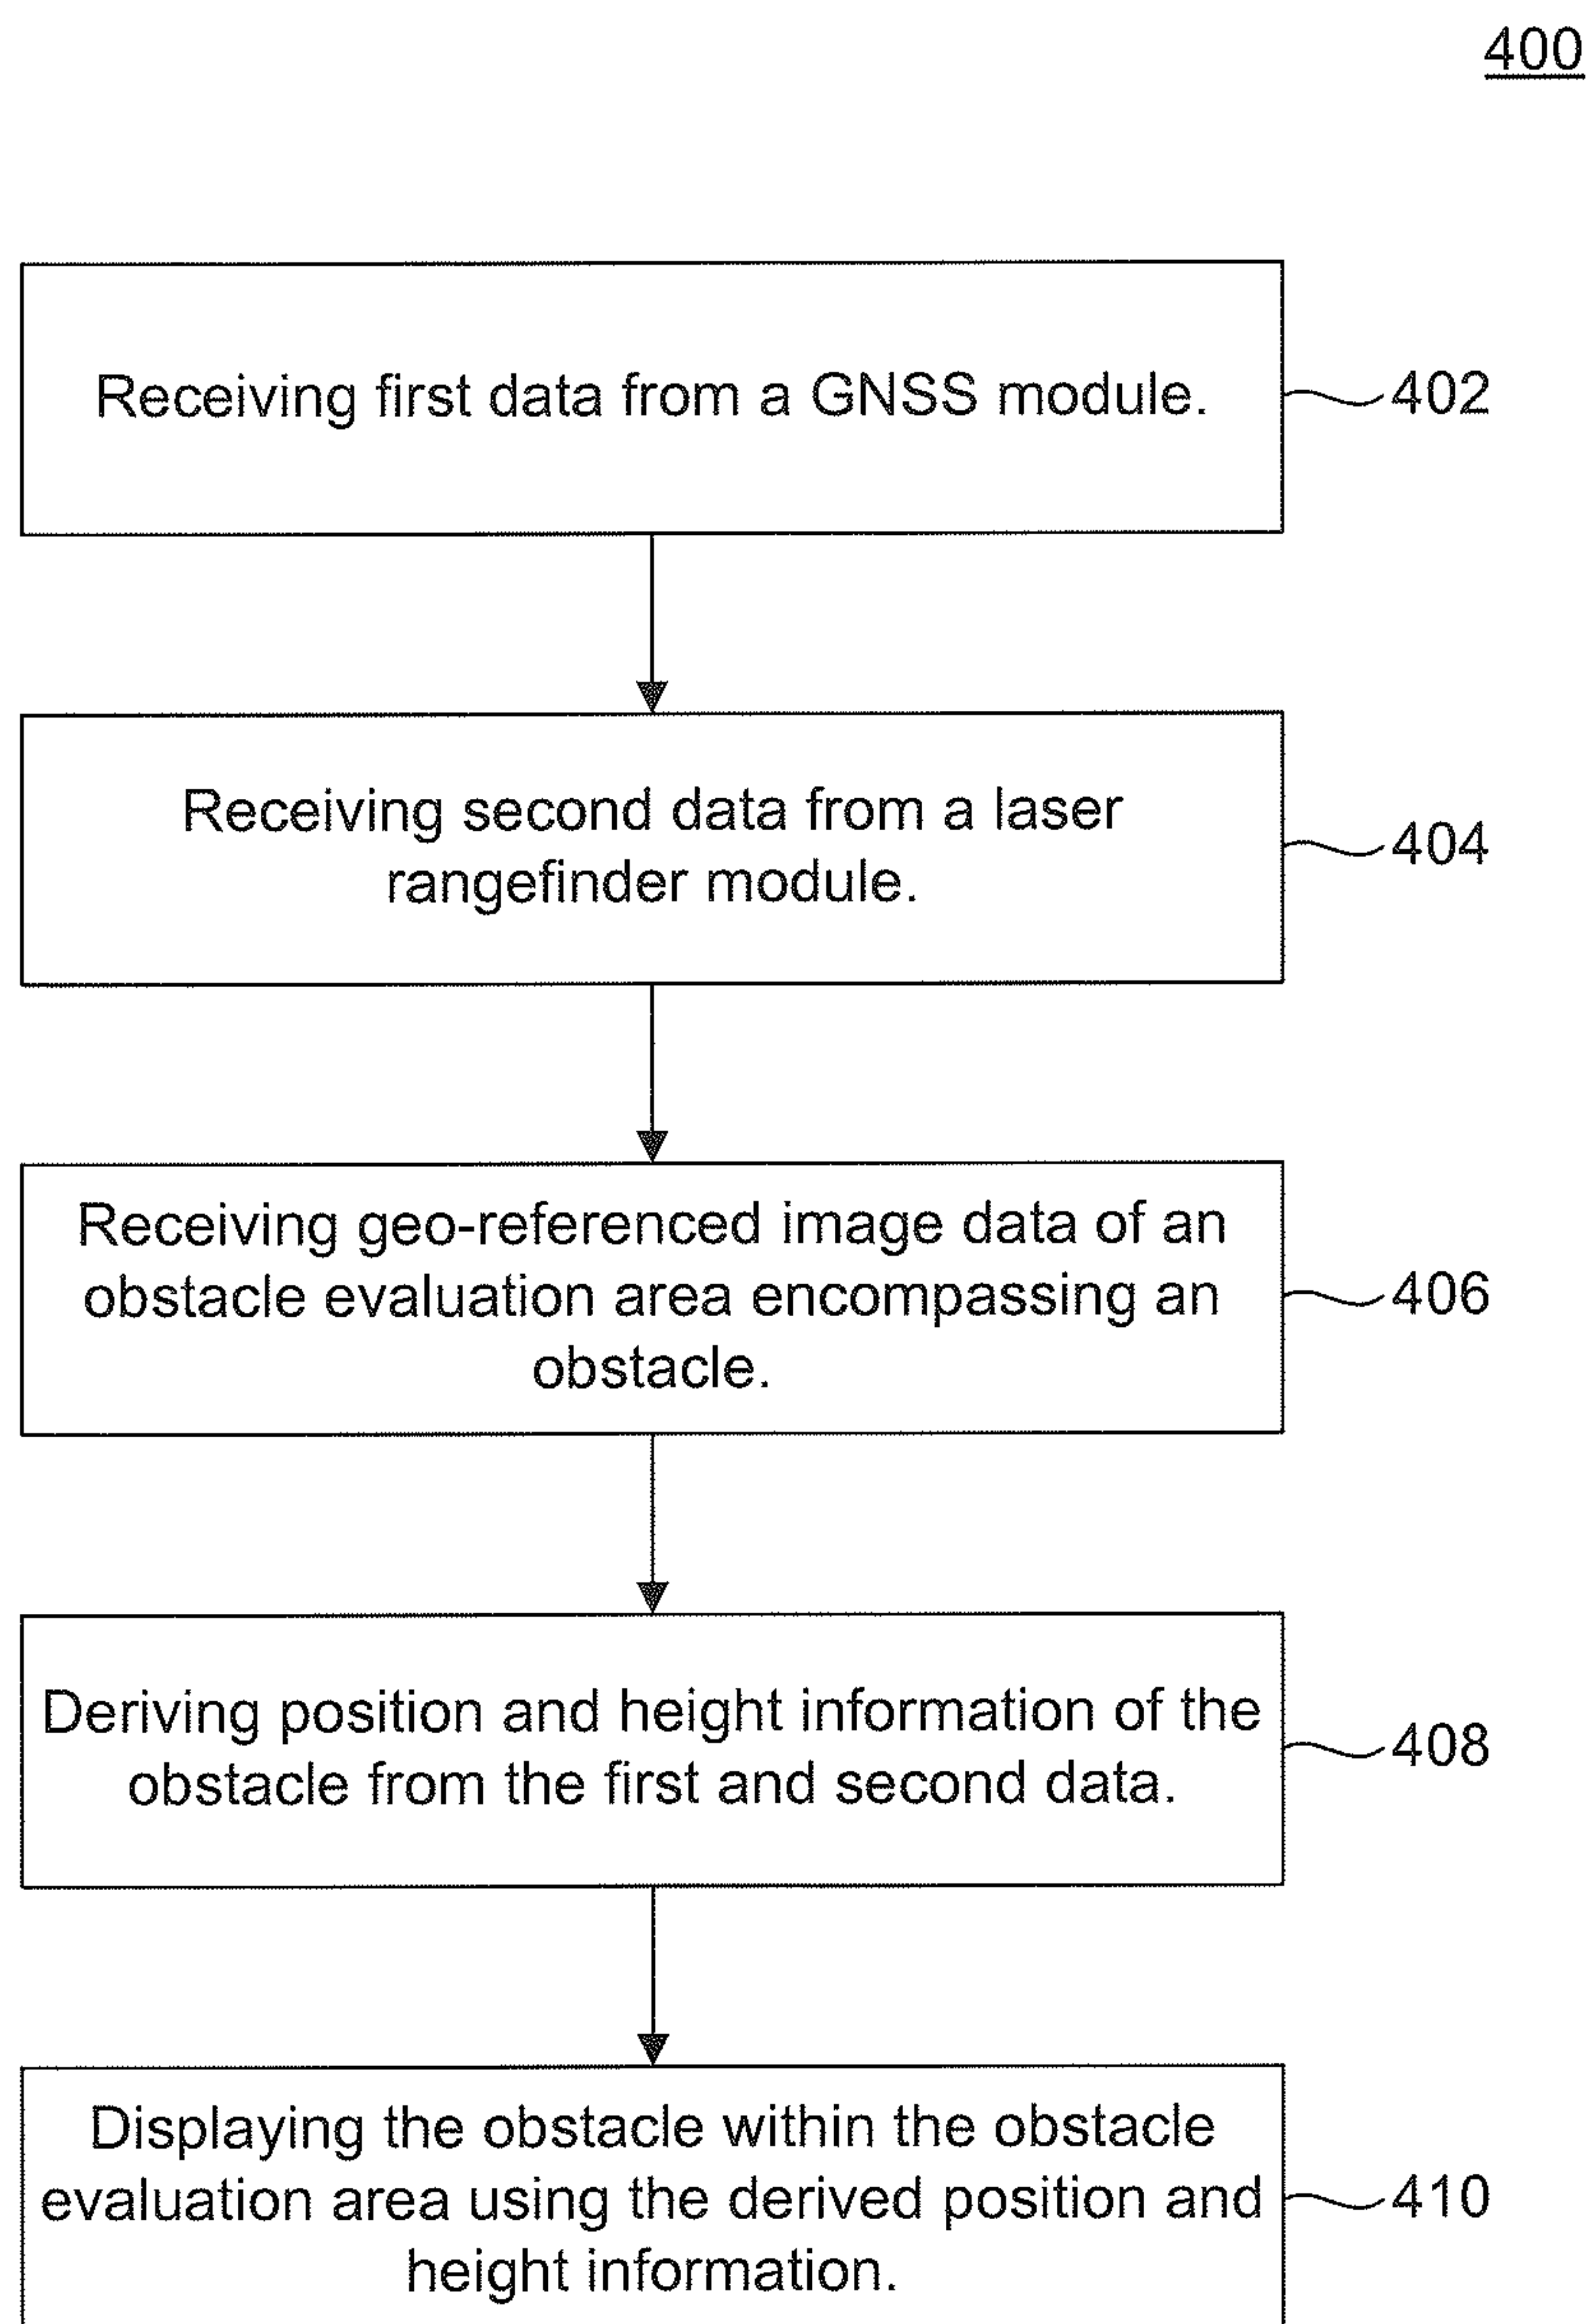 400
Receiving first data from a GNSS module.
402
Receiving second data from a laser
rangefinder module.
404
Receiving geo-referenced image data of an
obstacle evaluation area encompassing an
obstacle.
406
Deriving position and height information of the
obstacle from the first and second data.
408
Displaying the obstacle within the obstacle
evaluation area using the derived position and
height information.
410